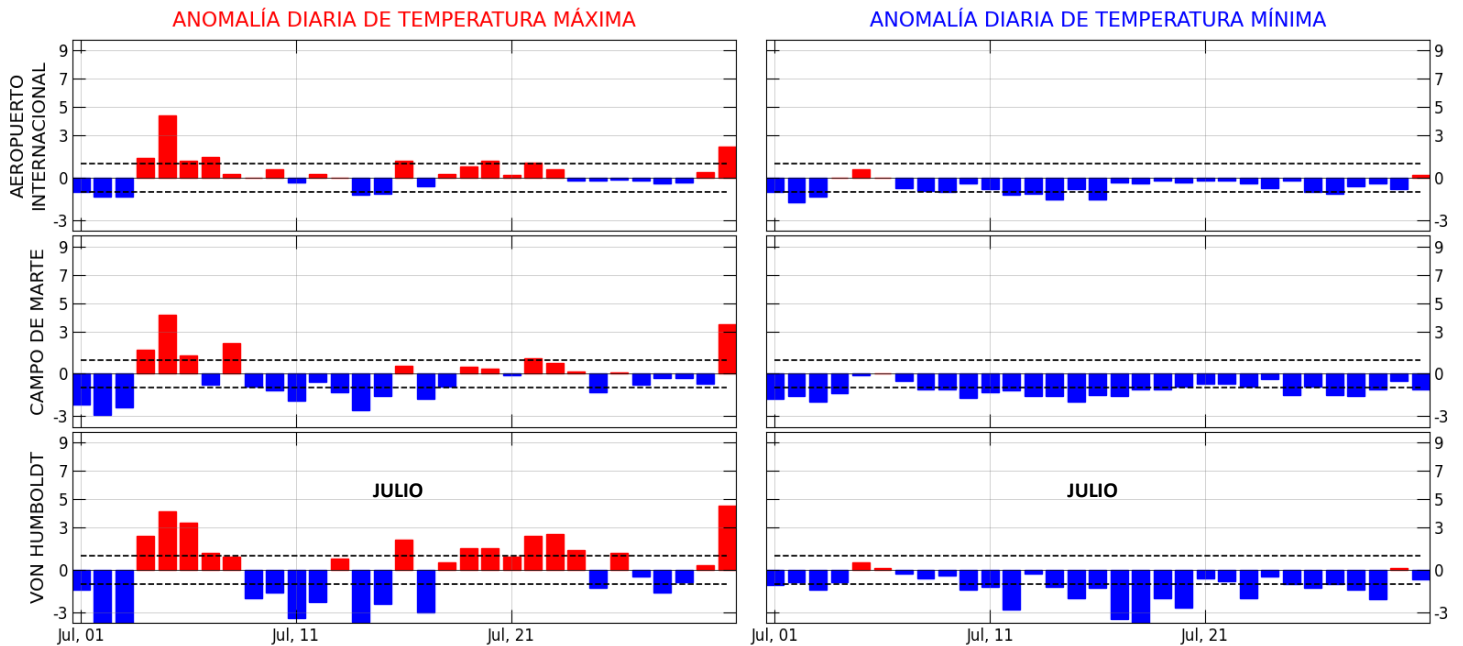 ANOMALÍA DIARIA DE TEMPERATURA MÁXIMA
ANOMALÍA DIARIA DE TEMPERATURA MÍNIMA
AEROPUERTO
INTERNACIONAL
9
7
5
3
0
-3
9
7
5
3
0
-3
CAMPO DE MARTE
9
7
5
3
0
-3
9
7
5
3
0
-3
VON HUMBOLDT
9
7
5
3
0
-3
JULIO
JULIO
9
7
5
3
0
-3
Jul, 01
Jul, 11
Jul, 21
Jul, 01
Jul, 11
Jul, 21